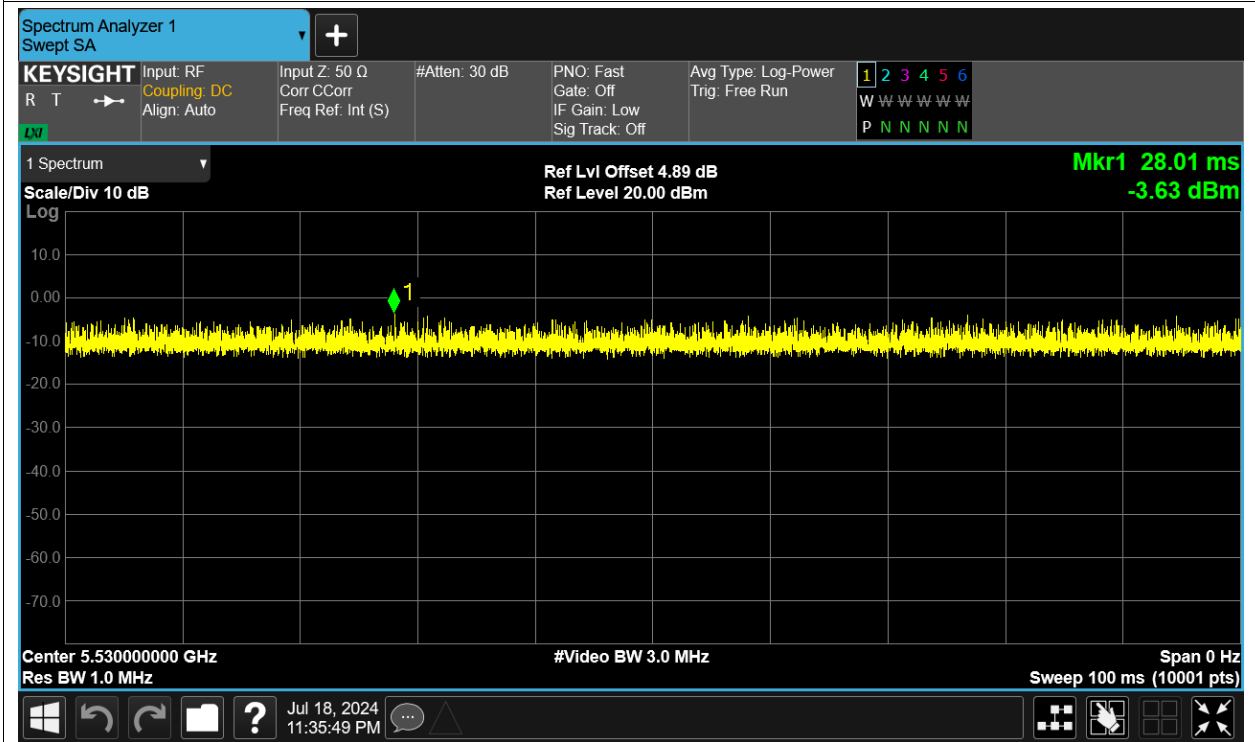 Spectrum Analyzer 1
Swept SA
▼
+
KEYSIGHT
R T
LXI
Input: RF
Coupling: DC
Align: Auto
Input Z: 50 Ω
Corr CCorr
Freq Ref: Int (S)
#Atten: 30 dB
PNO: Fast
Gate: Off
IF Gain: Low
Sig Track: Off
Avg Type: Log-Power
Trig: Free Run
1 2 3 4 5 6
W W W W W W
P N N N N N
1 Spectrum ▼
Scale/Div 10 dB
Log
Ref Lvl Offset 4.89 dB
Ref Level 20.00 dBm
Mkr1 28.01 ms
-3.63 dBm
10.0
0.00
-10.0
-20.0
-30.0
-40.0
-50.0
-60.0
-70.0
1
Center 5.530000000 GHz
Res BW 1.0 MHz
#Video BW 3.0 MHz
Span 0 Hz
Sweep 100 ms (10001 pts)
?
Jul 18, 2024
11:35:49 PM